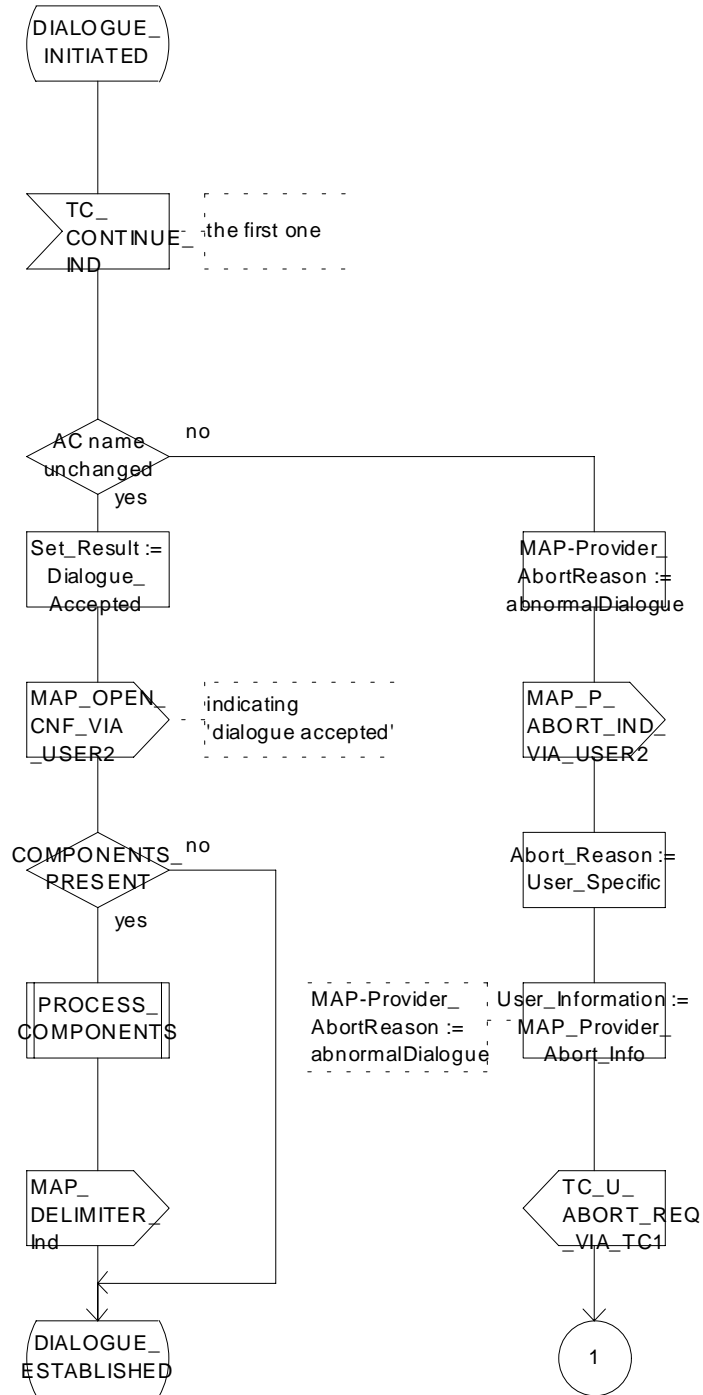 DIALOGUE_
INITIATED
TC_
CONTINUE_
IND
the first one
AC name
unchanged
no
yes
Set_Result :=
Dialogue_
Accepted
MAP-Provider_
AbortReason :=
abnormalDialogue
MAP_OPEN_
CNF_VIA
_USER2
indicating
'dialogue accepted'
MAP_P_
ABORT_IND_
VIA_USER2
COMPONENTS_
PRESENT
no
yes
Abort_Reason :=
User_Specific
PROCESS_
COMPONENTS
MAP-Provider_
AbortReason :=
abnormalDialogue
User_Information :=
MAP_Provider_
Abort_Info
MAP_
DELIMITER_
Ind
TC_U_
ABORT_REQ
_VIA_TC1
DIALOGUE_
ESTABLISHED
1